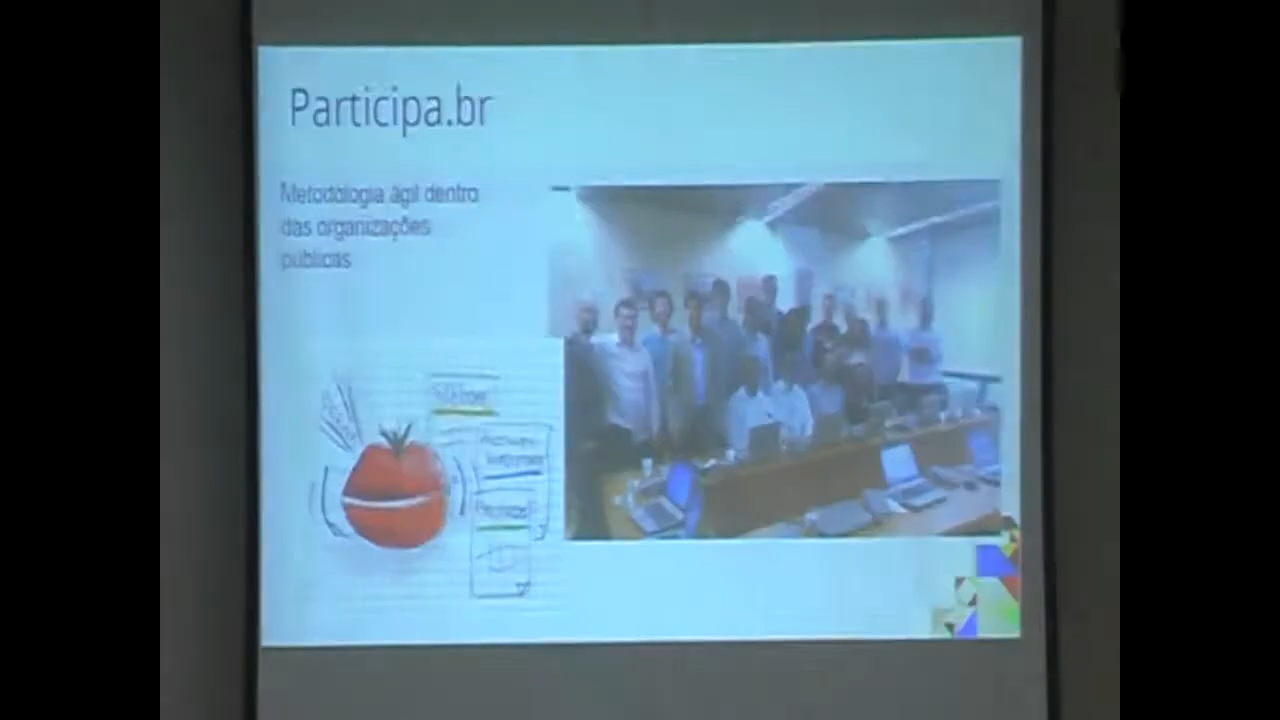 Participa.br
Metodologia ágil dentro
das organizações
públicas